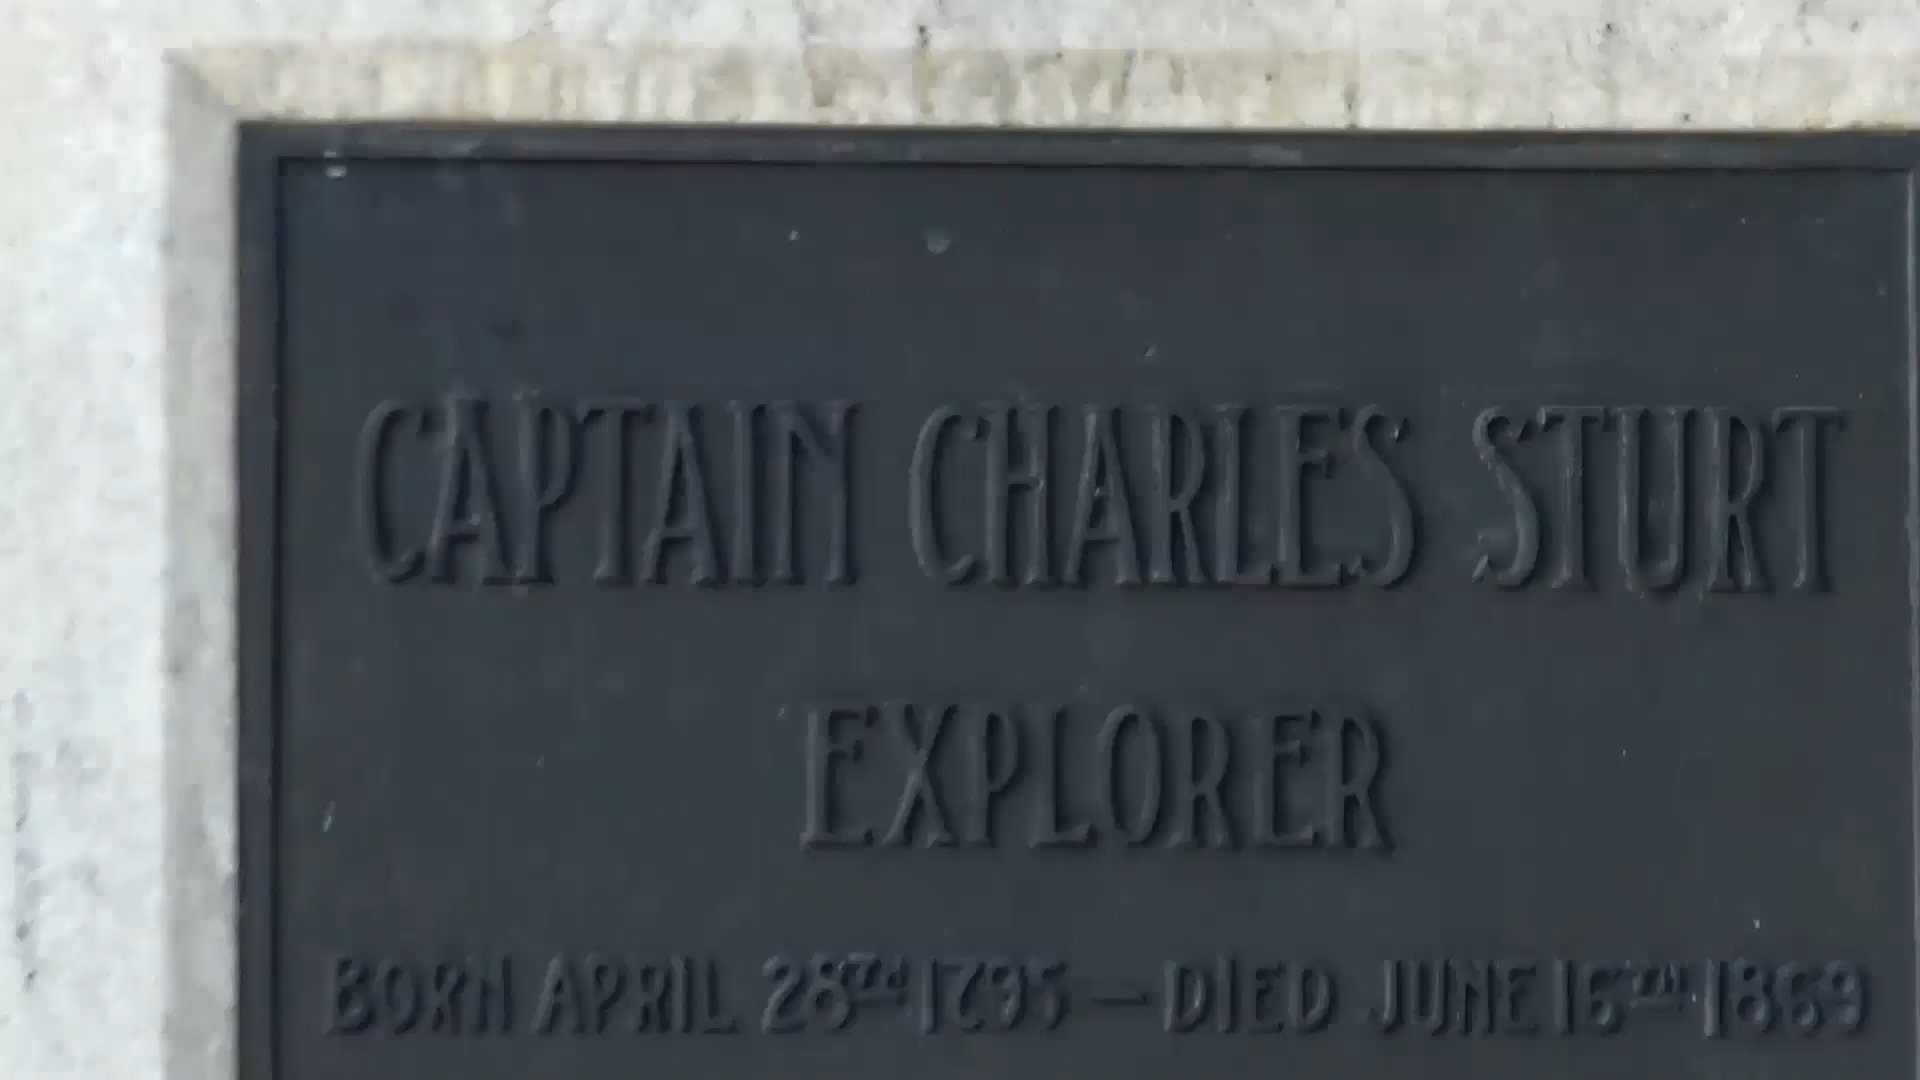 CAPTAIN CHARLES STURT
EXPLORER
BORN APRIL 28TH 1795 — DIED JUNE 16TH 1869